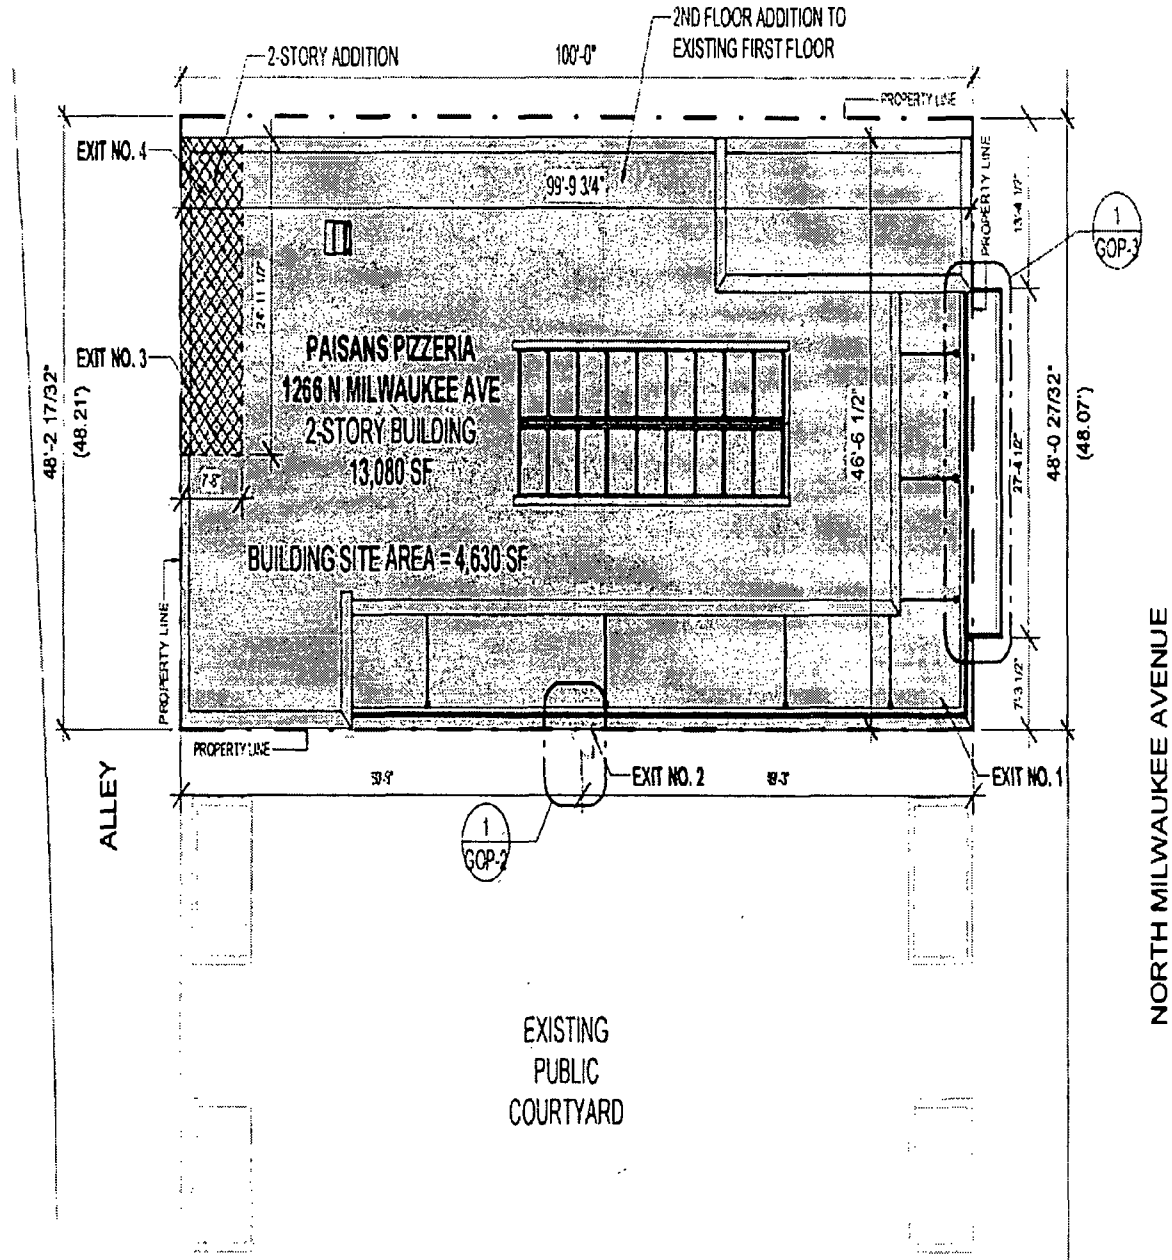 2ND FLOOR ADDITION TO
EXISTING FIRST FLOOR
2-STORY ADDITION
100'-0"
PROPERTY LINE
EXIT NO. 4
99'-9 3/4"
PROPERTY LINE
13'-4 1/2"
1
GOP-3
24'-11 1/2"
EXIT NO. 3
PAISANS PIZZERIA
1266 N MILWAUKEE AVE
2-STORY BUILDING
13,080 SF
48'-2 17/32"
(48.21')
46'-6 1/2"
27'-4 1/2"
48'-0 27/32"
(48.07')
7'-8"
BUILDING SITE AREA = 4,630 SF
PROPERTY LINE
7'-3 1/2"
PROPERTY LINE
ALLEY
EXIT NO. 2
EXIT NO. 1
1
GOP-2
NORTH MILWAUKEE AVENUE
EXISTING
PUBLIC
COURTYARD